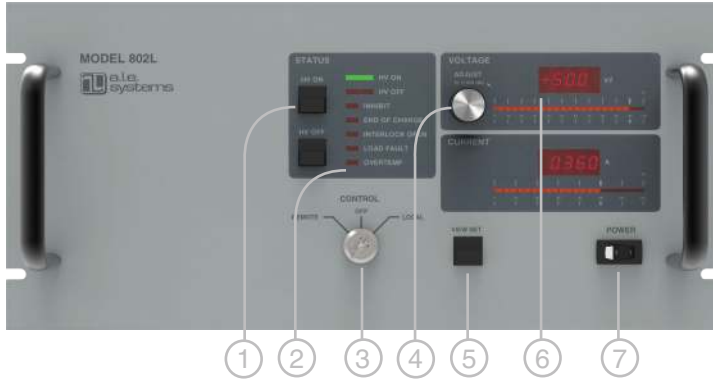 MODEL 802L
a.l.e.
systems
STATUS
HV ON
HV OFF
HV ON
HV OFF
INHIBIT
END OF CHARGE
INTERLOCK OPEN
LOAD FAULT
OVERTEMP
VOLTAGE
ADJUST
kV
CURRENT
0360
A
CONTROL
REMOTE
OFF
LOCAL
VIEW SET
POWER
1
2
3
4
5
6
7